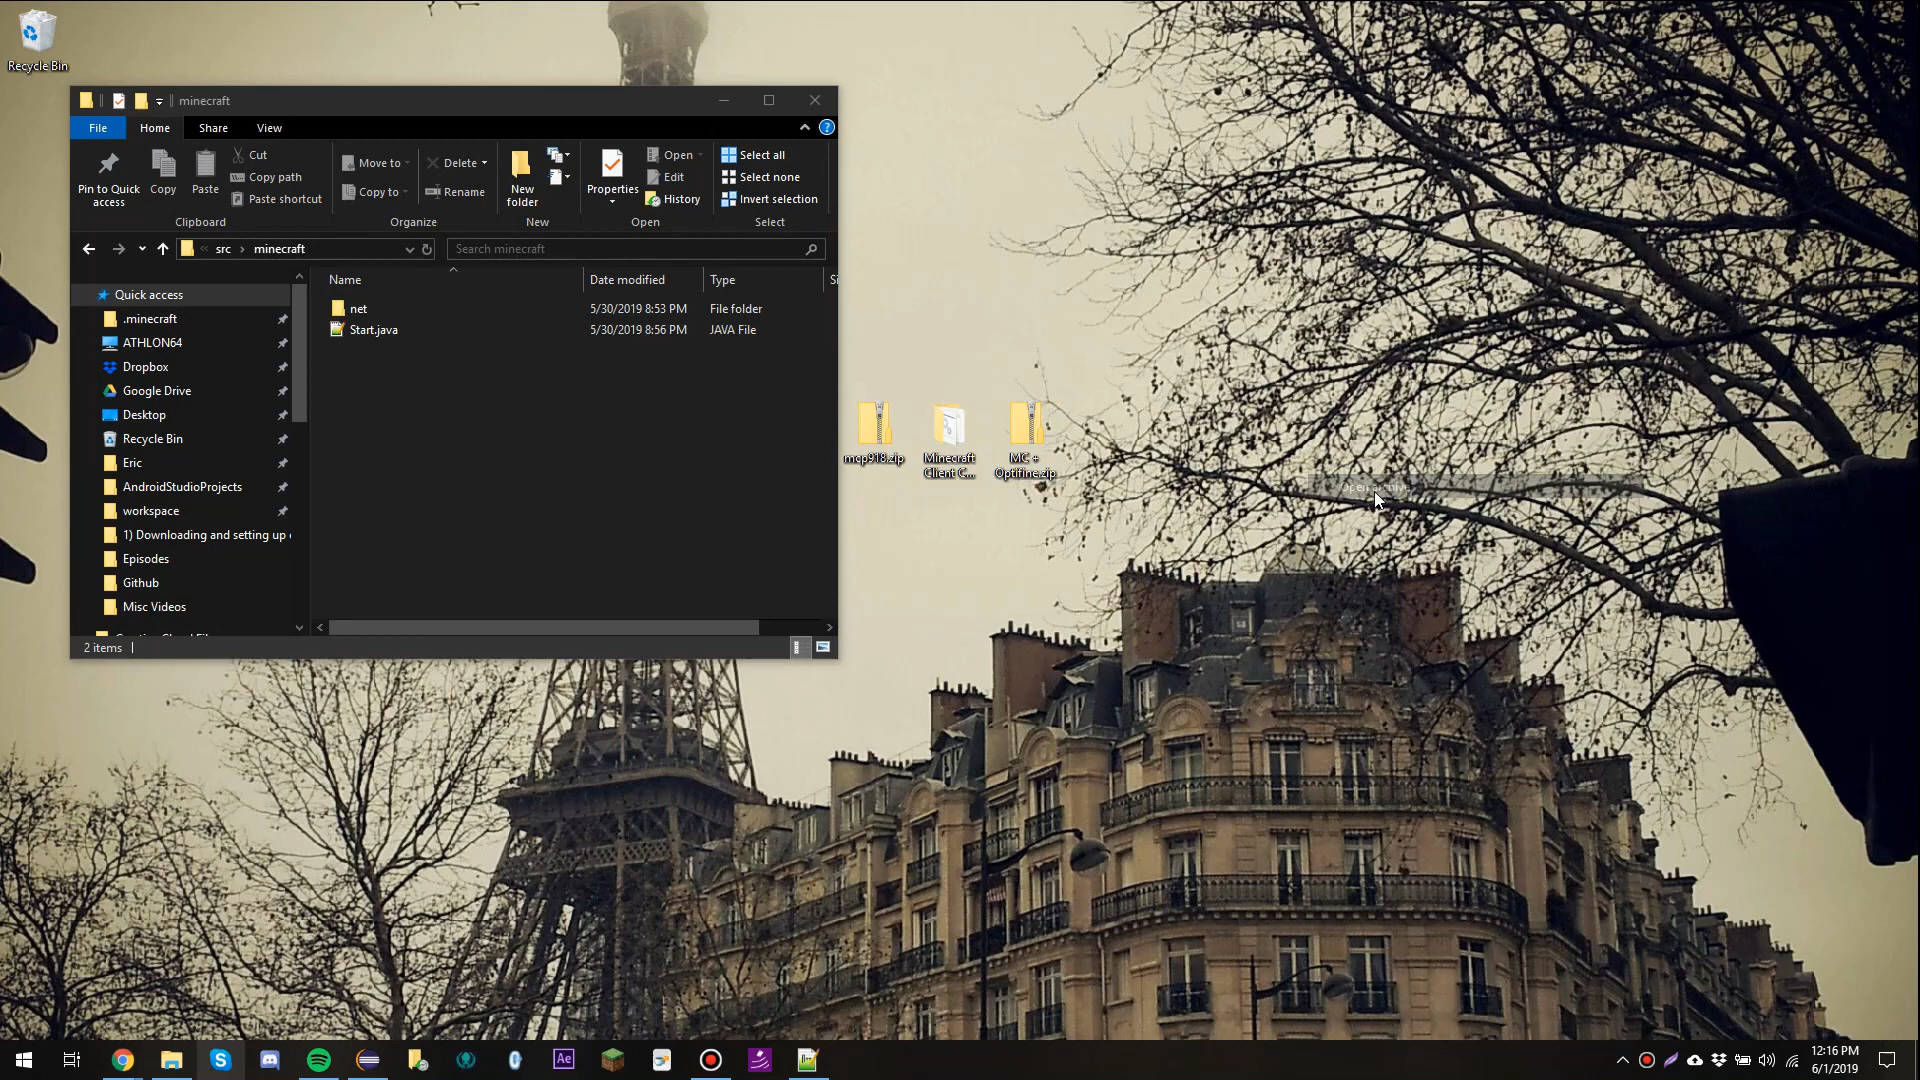 Recycle Bin
minecraft
File
Home
Share
View
Pin to Quick
access
Copy
Paste
Cut
Copy path
Paste shortcut
Clipboard
Move to
Copy to
Delete
Rename
Organize
New
folder
New
Properties
Open
Edit
History
Open
Select all
Select none
Invert selection
Select
src
minecraft
Search minecraft
Name
Date modified
Type
Si
net
5/30/2019 8:53 PM
File folder
Start.java
5/30/2019 8:56 PM
JAVA File
Quick access
.minecraft
ATHLON64
Dropbox
Google Drive
Desktop
Recycle Bin
Eric
AndroidStudioProjects
workspace
1) Downloading and setting up
Episodes
Github
Misc Videos
2 items
mcp918.zip
Minecraft
Client C...
MC +
Optifine.zip
Open archive
Ae
12:16 PM
6/1/2019